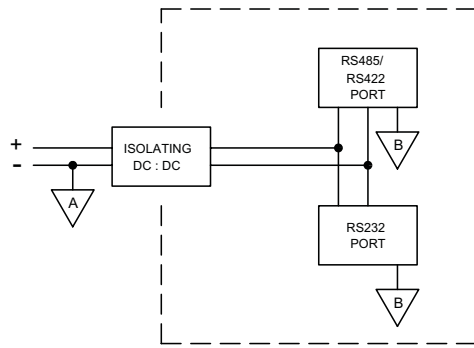 RS485/
RS422
PORT
B
+
-
ISOLATING
DC : DC
A
RS232
PORT
B